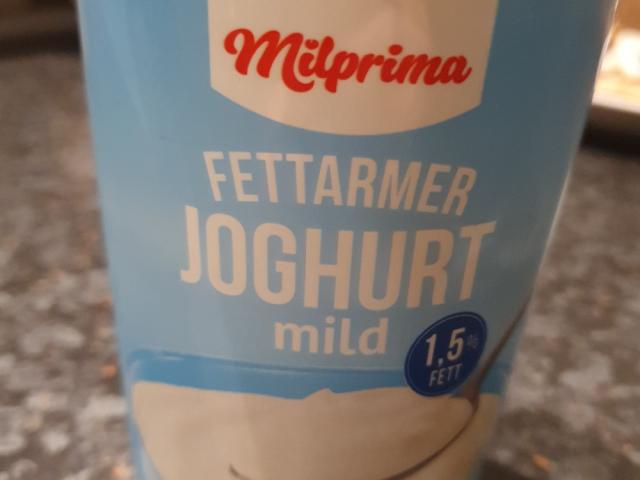 Milprima
FETTARMER
JOGHURT
mild
1,5%
FETT